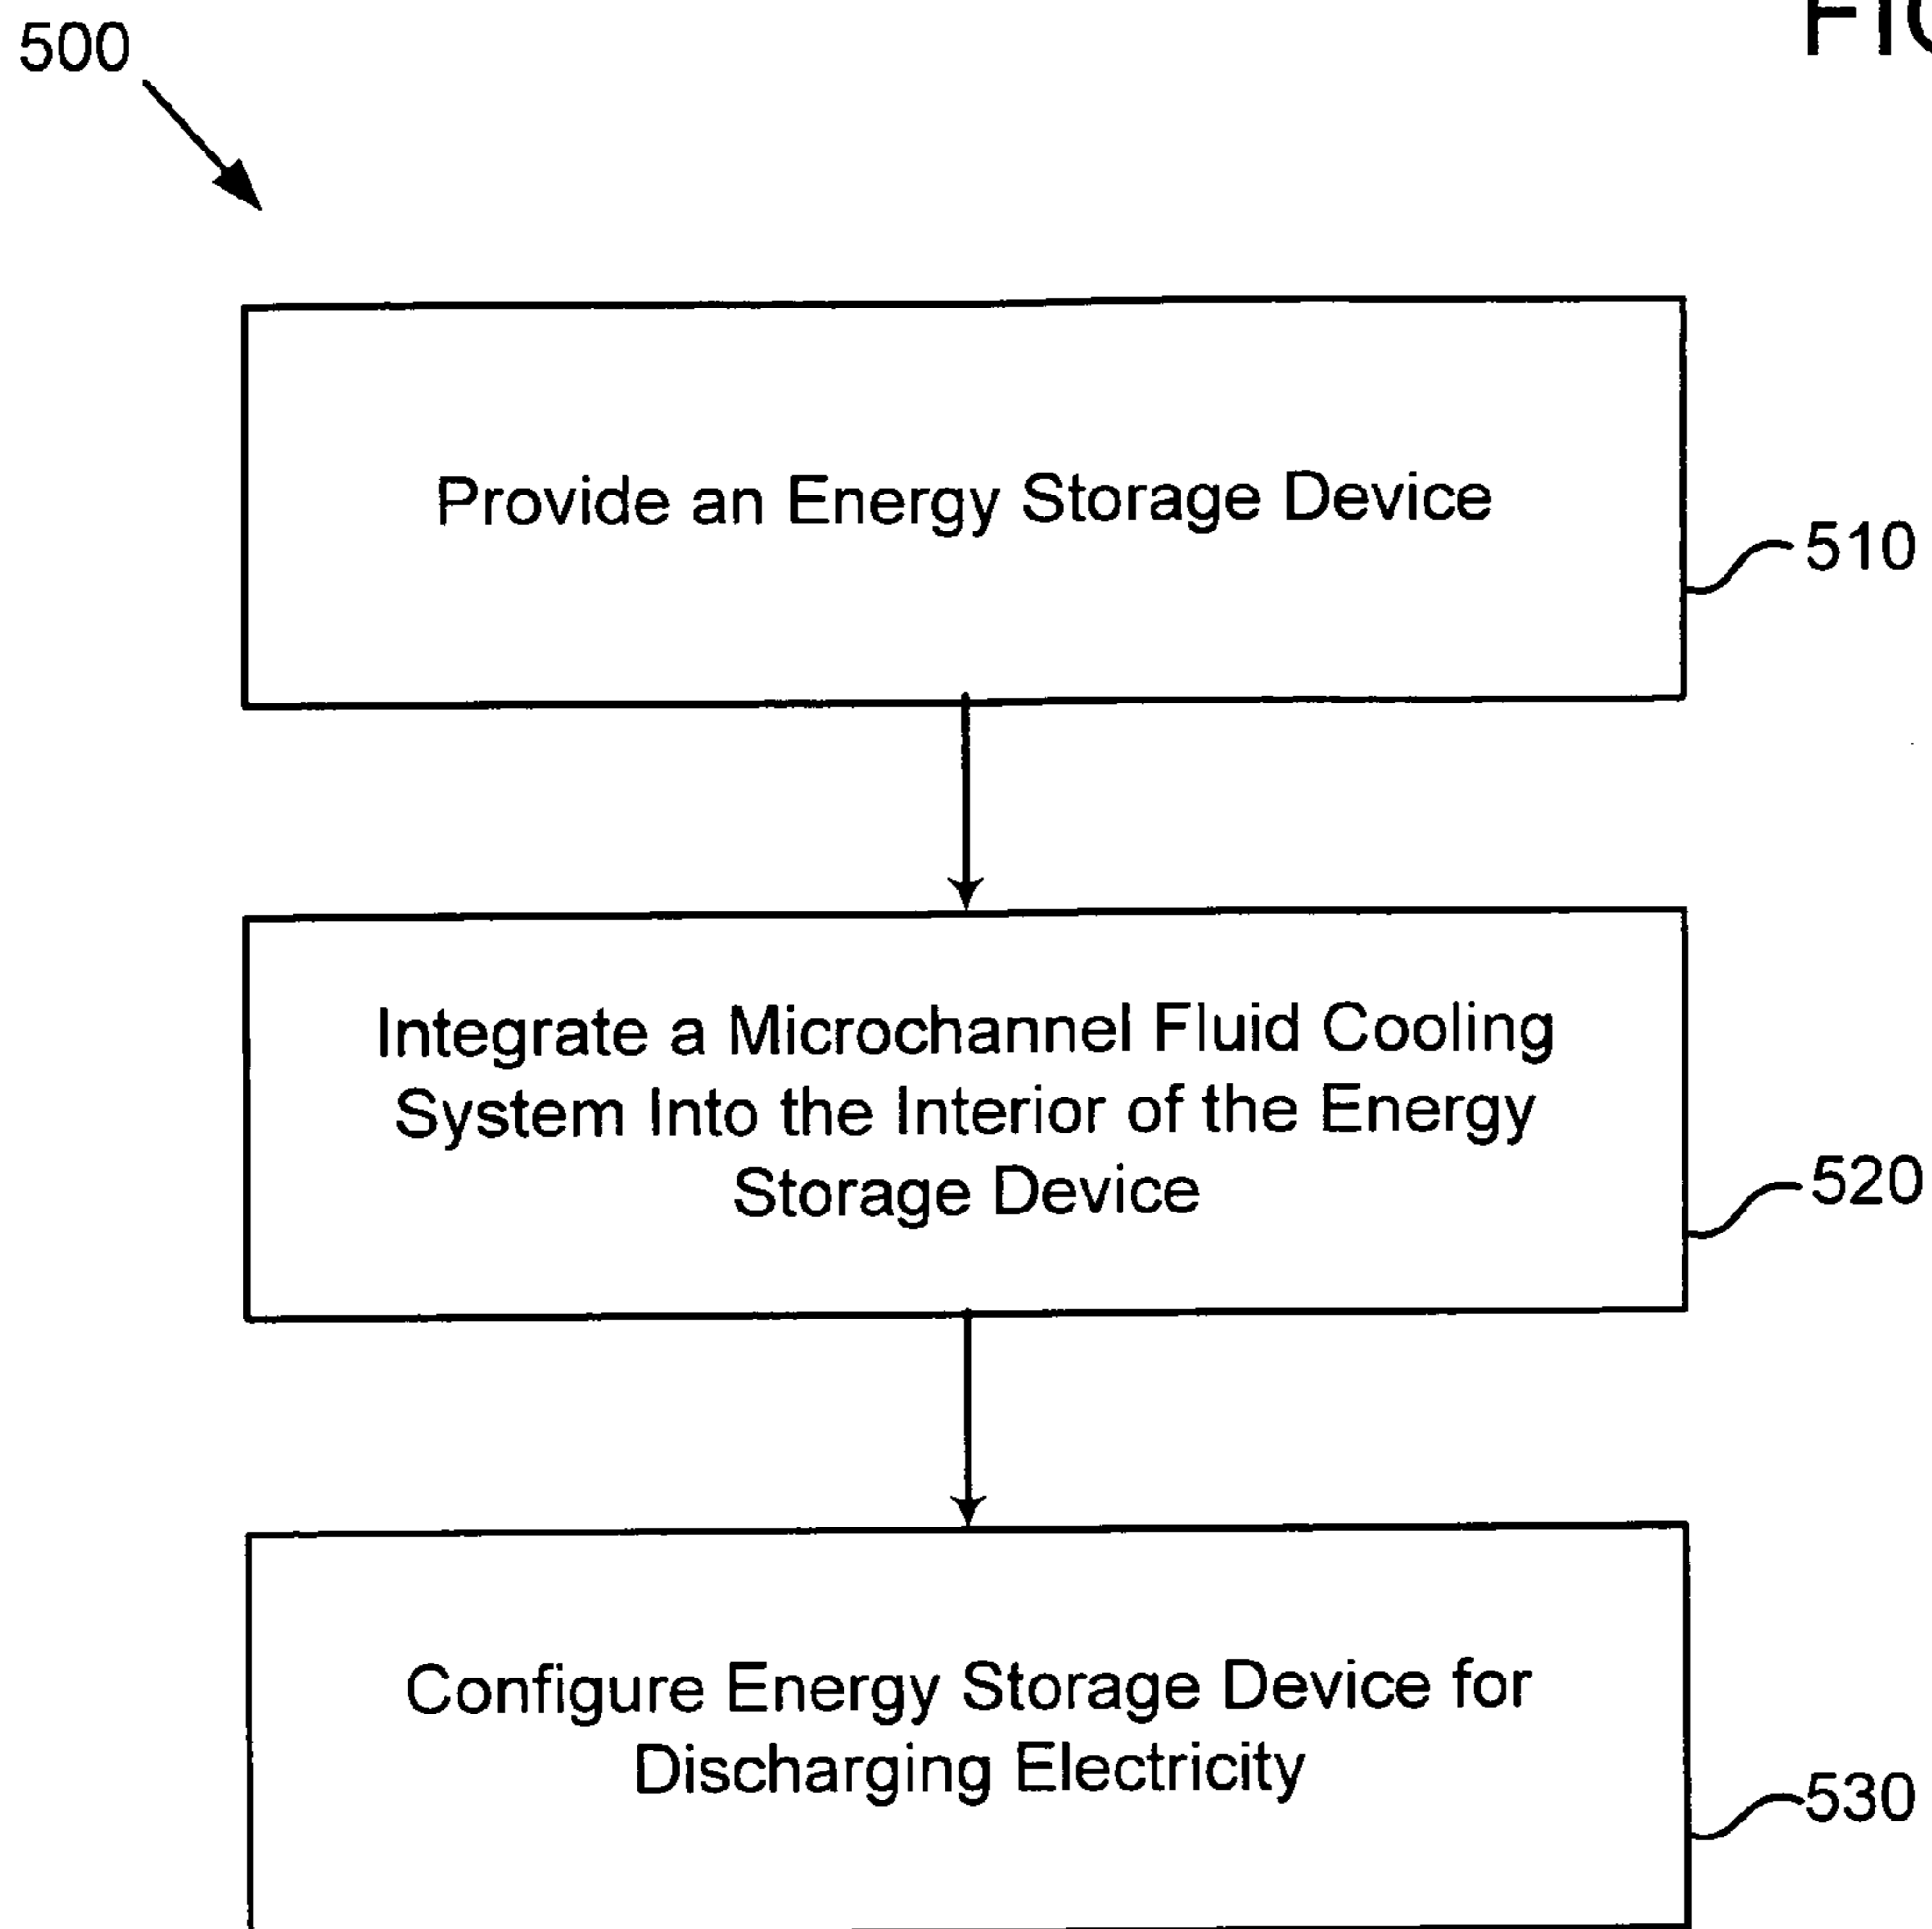 500
Provide an Energy Storage Device
510
Integrate a Microchannel Fluid Cooling
System Into the Interior of the Energy
Storage Device
520
Configure Energy Storage Device for
Discharging Electricity
530